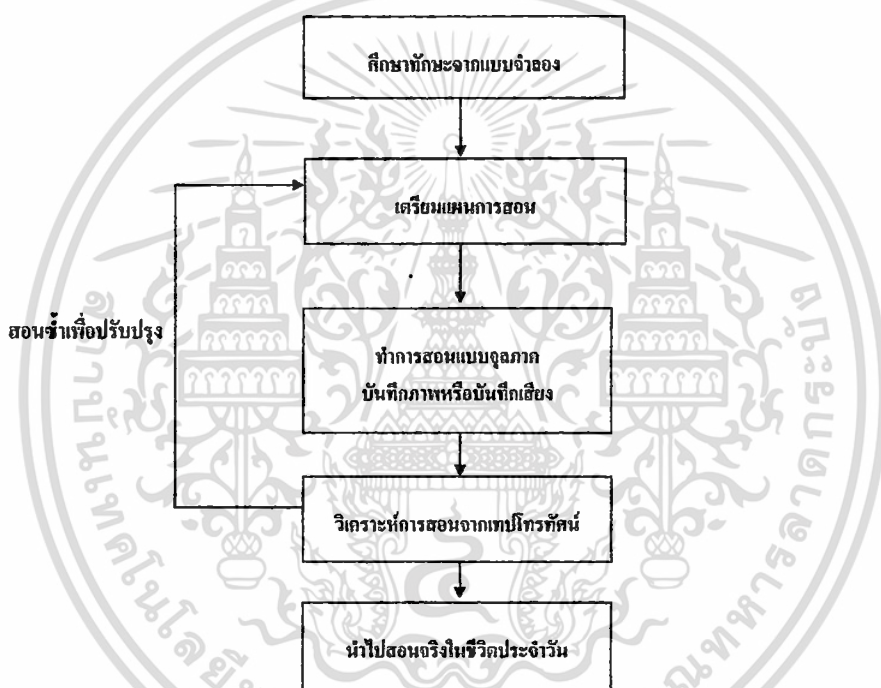 ศึกษาทักษะจากแบบจำลอง
เตรียมแผนการสอน
สอนซ้ำเพื่อปรับปรุง
ทำการสอนแบบจุลภาค
บันทึกภาพหรือบันทึกเสียง
วิเคราะห์การสอนจากเทปโทรทัศน์
นำไปสอนจริงในชีวิตประจำวัน